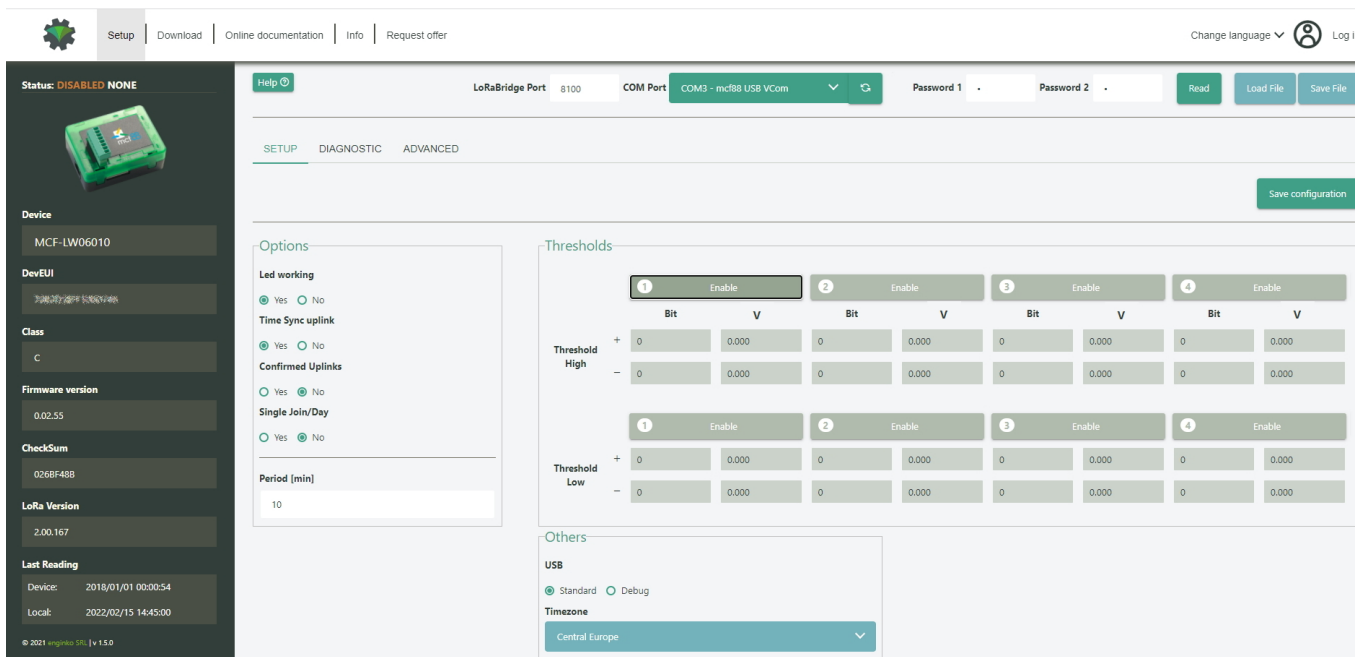 Setup Download Online documentation Info Request offer Change language Log i
Status: DISABLED NONE
Help
LoRaBridge Port 8100 COM Port COM3 - mcf88 USB VCom Password 1 Password 2 Read Load File Save File
SETUP DIAGNOSTIC ADVANCED
Save configuration
Device
MCF-LW06010
DevEUI
Class
C
Firmware version
0.02.55
CheckSum
026BF48B
LoRa Version
2.00.167
Last Reading
Device: 2018/01/01 00:00:54
Local: 2022/02/15 14:45:00
© 2021 enginko SRL | v 1.5.0
Options
Led working
Yes No
Time Sync uplink
Yes No
Confirmed Uplinks
Yes No
Single Join/Day
Yes No
Period [min]
10
Thresholds
1 Enable 2 Enable 3 Enable 4 Enable
Bit V Bit V Bit V Bit V
Threshold High
+ 0 0.000 0 0.000 0 0.000 0 0.000
− 0 0.000 0 0.000 0 0.000 0 0.000
1 Enable 2 Enable 3 Enable 4 Enable
Threshold Low
+ 0 0.000 0 0.000 0 0.000 0 0.000
− 0 0.000 0 0.000 0 0.000 0 0.000
Others
USB
Standard Debug
Timezone
Central Europe